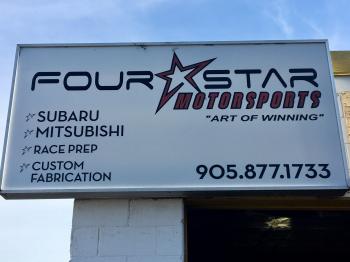 FOUR STAR
MOTORSPORTS
"ART OF WINNING"
SUBARU
MITSUBISHI
RACE PREP
CUSTOM
FABRICATION
905.877.1733